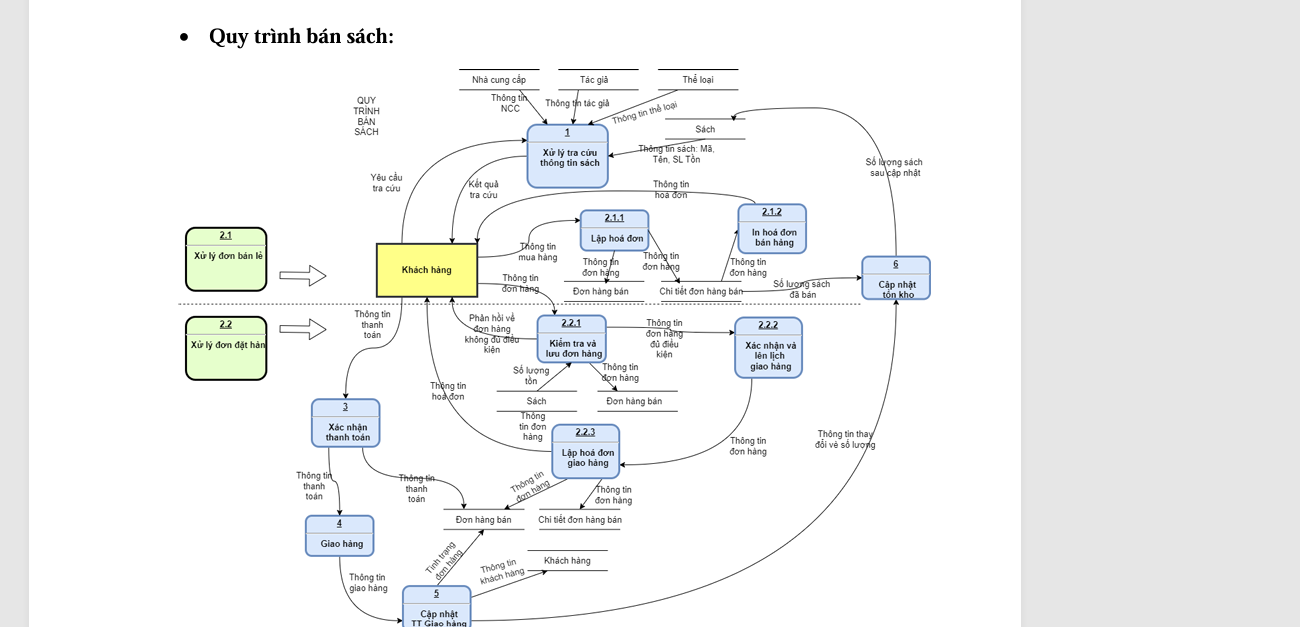 • Quy trình bán sách:
Nhà cung cấp
Tác giả
Thể loại
QUY
TRÌNH
BÁN
SÁCH
Thông tin
NCC
Thông tin tác giả
Thông tin thể loại
Sách
1
Xử lý tra cứu
thông tin sách
Thông tin sách: Mã,
Tên, SL Tồn
Số lượng sách
sau cập nhật
Yêu cầu
tra cứu
Kết quả
tra cứu
Thông tin
hoá đơn
2.1
Xử lý đơn bán lẻ
2.1.1
Lập hoá đơn
2.1.2
In hoá đơn
bán hàng
Khách hàng
Thông tin
mua hàng
Thông tin
đơn hàng
Thông tin
đơn hàng
Thông tin
đơn hàng
6
Cập nhật
tồn kho
Thông tin
đơn hàng
Đơn hàng bán
Chi tiết đơn hàng bán
Số lượng sách
đã bán
2.2
Xử lý đơn đặt hàn
Thông tin
thanh
toán
Phản hồi về
đơn hàng
không đủ điều
kiện
2.2.1
Kiểm tra và
lưu đơn hàng
Thông tin
đơn hàng
đủ điều
kiện
2.2.2
Xác nhận và
lên lịch
giao hàng
Số lượng
tồn
Thông tin
đơn hàng
Thông tin
hoá đơn
Sách
Đơn hàng bán
3
Xác nhận
thanh toán
Thông
tin đơn
hàng
2.2.3
Lập hoá đơn
giao hàng
Thông tin
đơn hàng
Thông tin thay
đổi về số lượng
Thông tin
thanh
toán
Thông tin
thanh
toán
Thông tin
đơn hàng
Thông tin
đơn hàng
4
Giao hàng
Đơn hàng bán
Chi tiết đơn hàng bán
Tình trạng
đơn hàng
Thông tin
khách hàng
Khách hàng
Thông tin
giao hàng
5
Cập nhật
TT Giao hàng